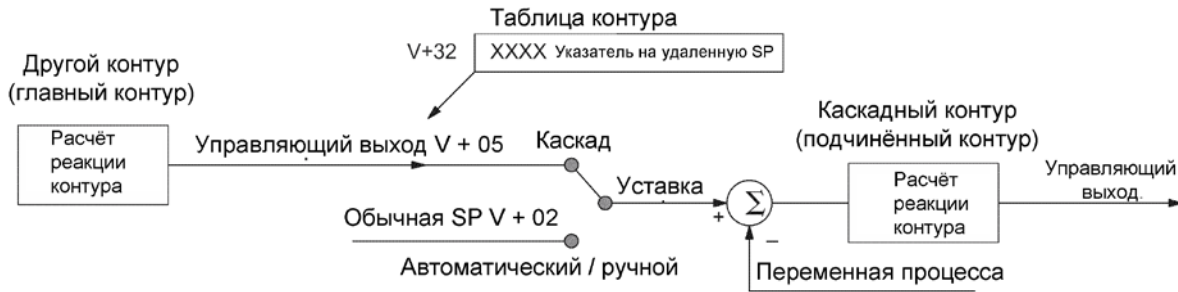 Таблица контура
V+32 XXXX Указатель на удаленную SP
Другой контур
(главный контур)
Расчёт
реакции
контура
Управляющий выход V + 05
Каскад
Уставка
Обычная SP V + 02
Автоматический / ручной
+
Σ
−
Переменная процесса
Каскадный контур
(подчинённый контур)
Расчёт
реакции
контура
Управляющий
выход.